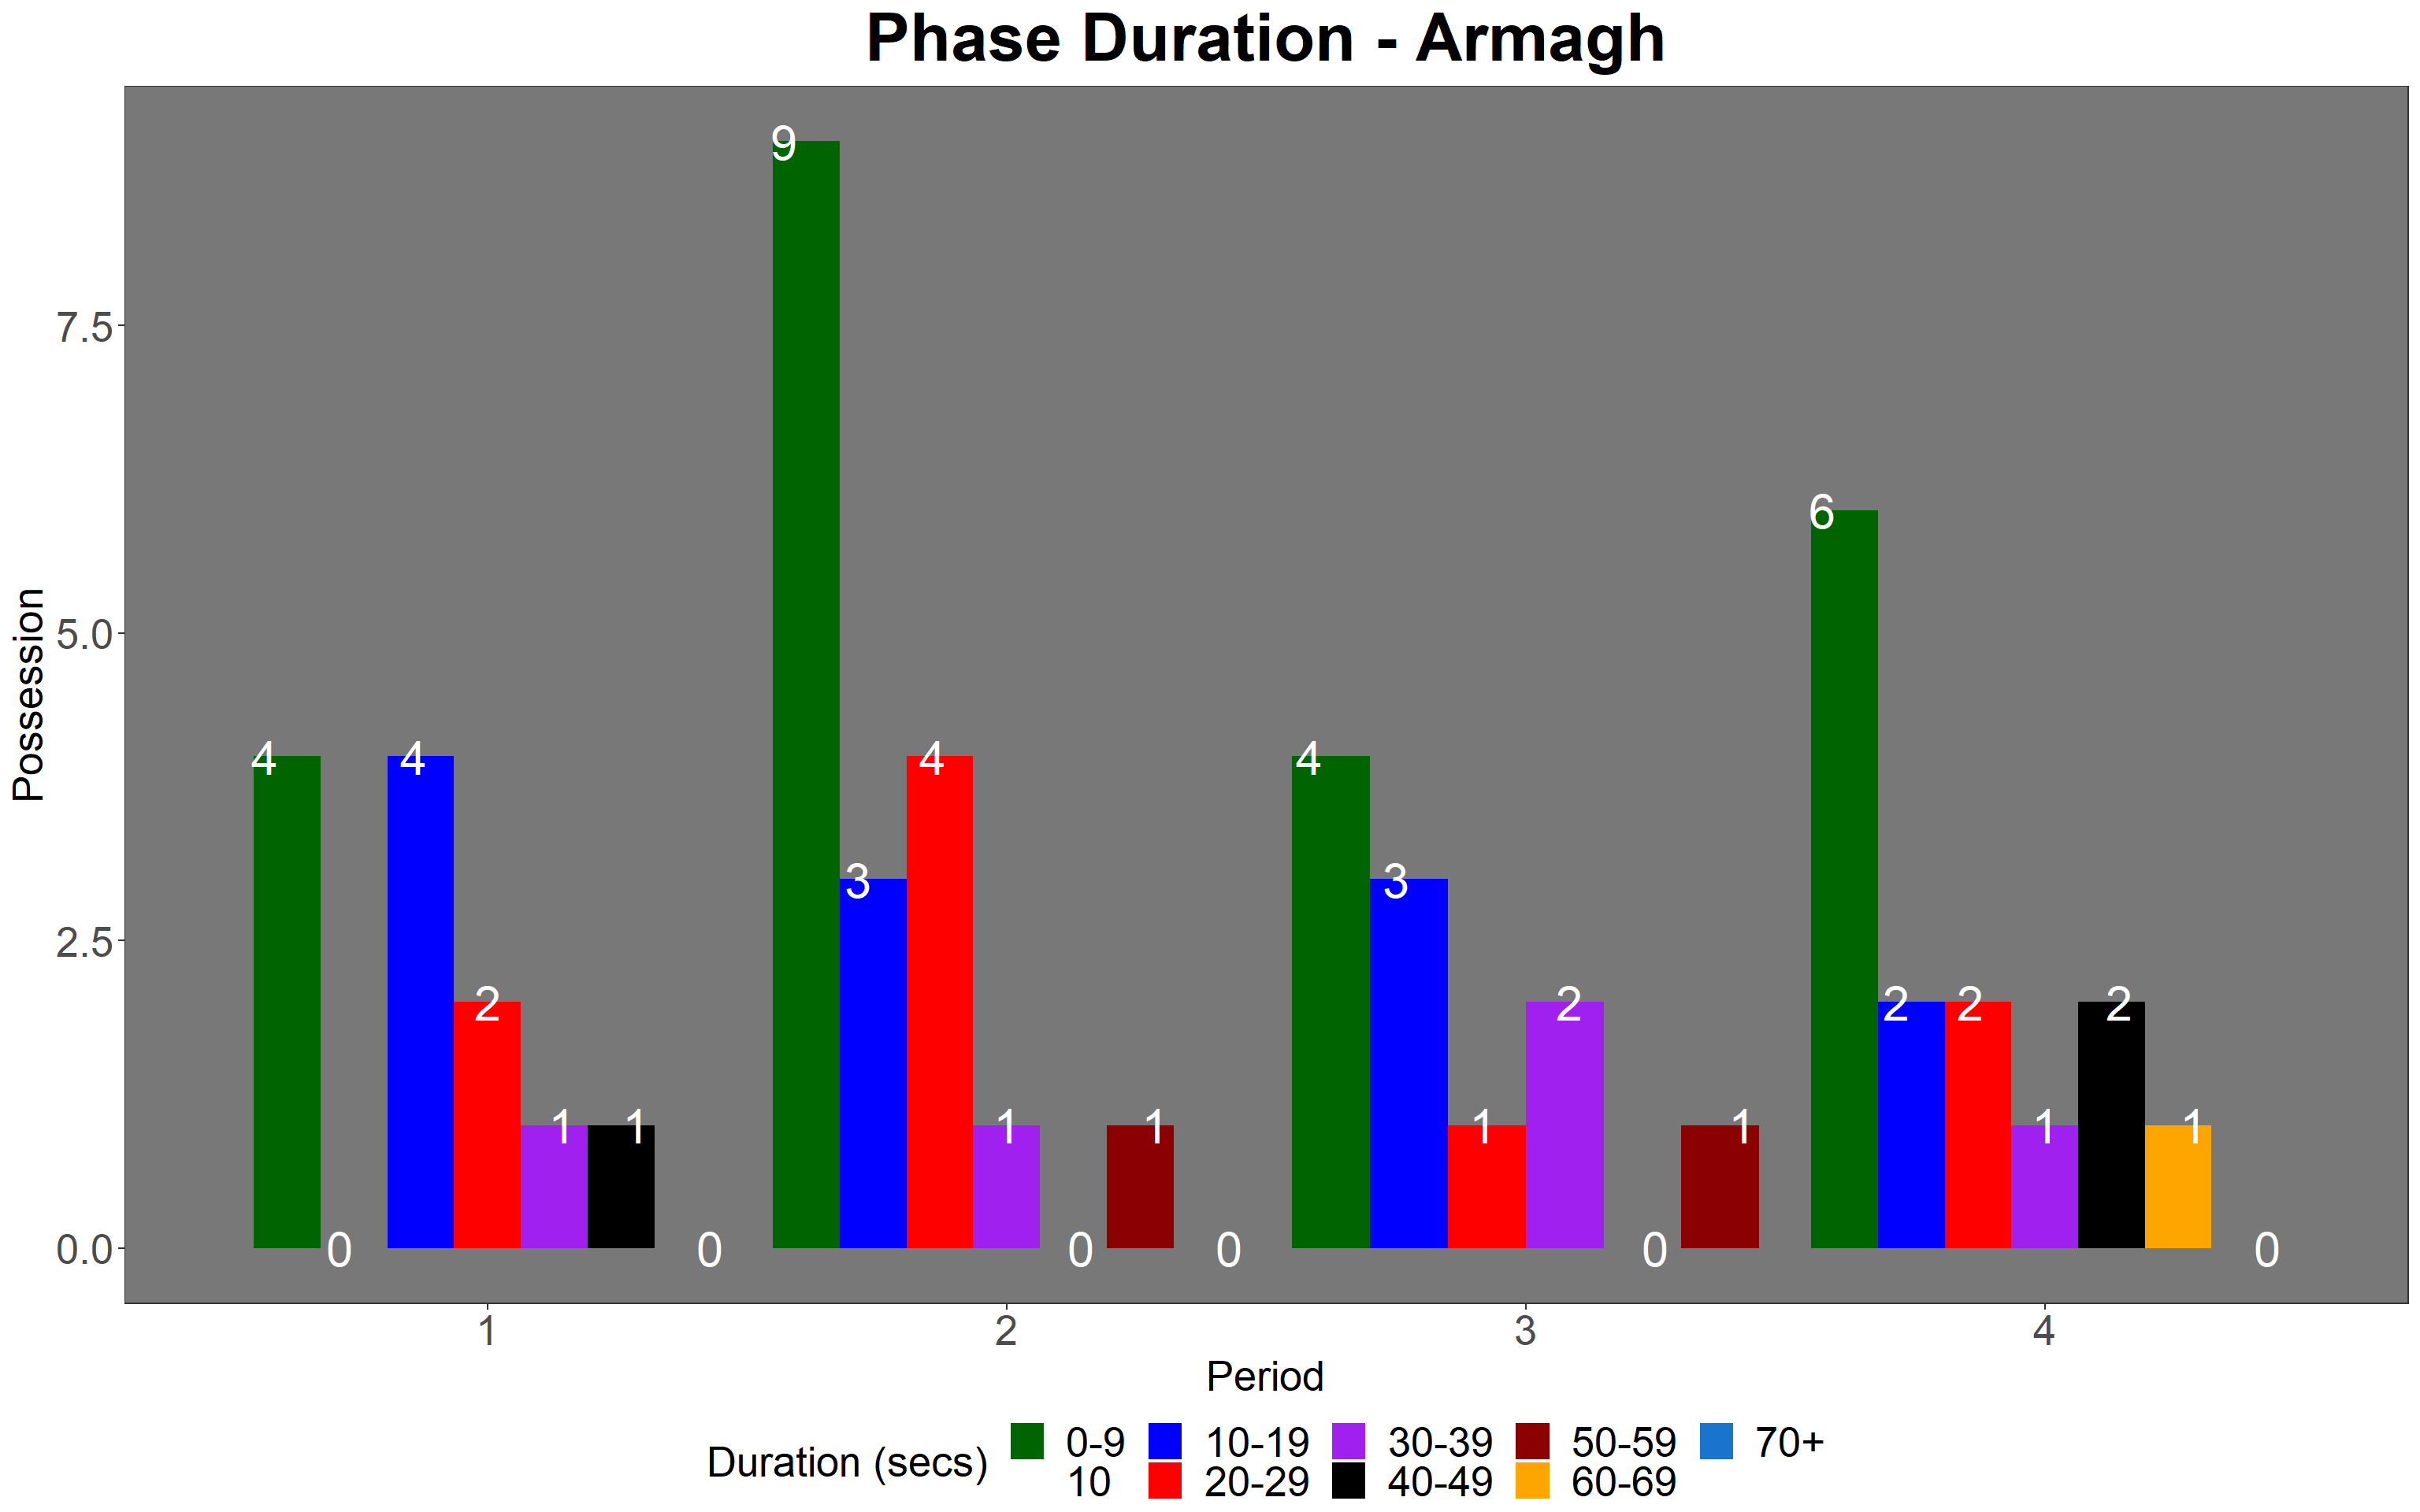 Phase Duration - Armagh
9
7.5
6
5.0
Possession
4 4 4 4
3 3
2.5
2 2 2 2 2
1 1 1 1 1 1 1 1
0.0
0 0 0 0 0 0
1 2 3 4
Period
Duration (secs) 0-9 10-19 30-39 50-59 70+
10 20-29 40-49 60-69